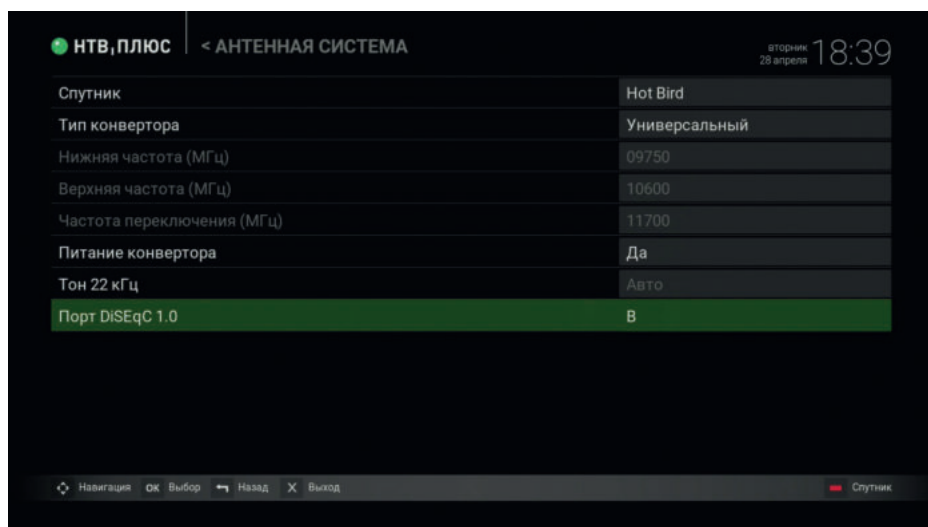 НТВ ПЛЮС < АНТЕННАЯ СИСТЕМА вторник 28 апреля 18:39
Спутник Hot Bird
Тип конвертора Универсальный
Нижняя частота (МГц) 09750
Верхняя частота (МГц) 10600
Частота переключения (МГц) 11700
Питание конвертора Да
Тон 22 кГц Авто
Порт DiSEqC 1.0 B
Навигация OK Выбор Назад X Выход Спутник